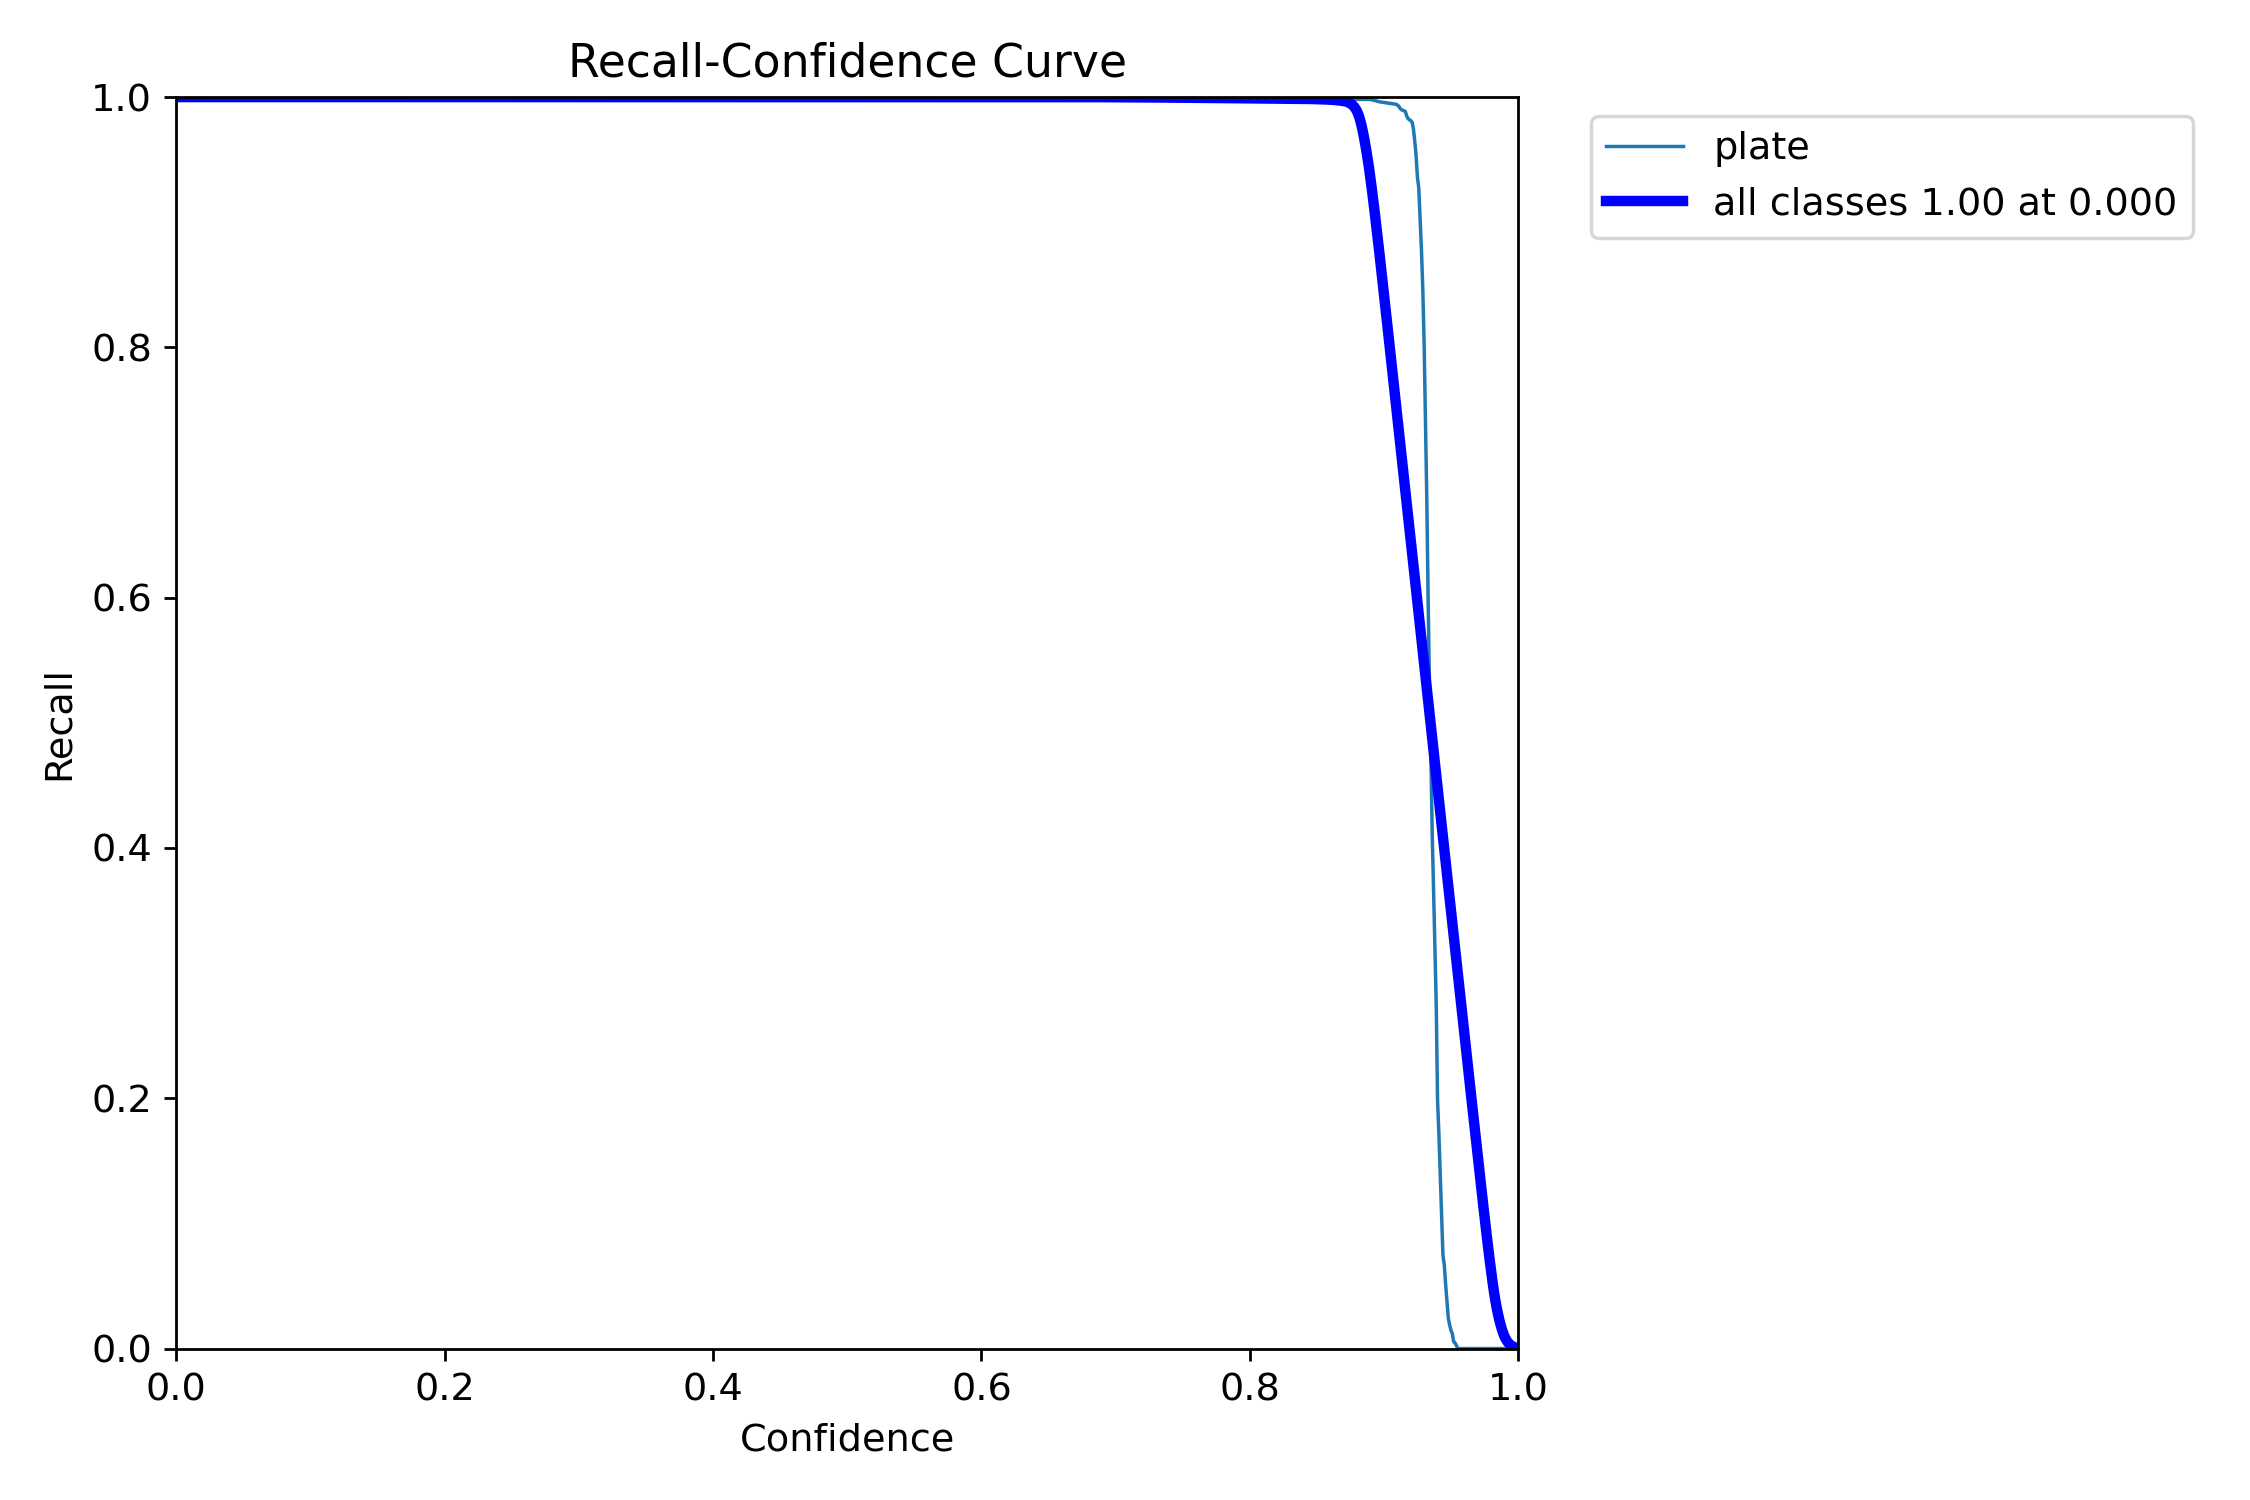 Recall-Confidence Curve
1.0
0.8
0.6
0.4
0.2
0.0
Recall
0.0 0.2 0.4 0.6 0.8 1.0
Confidence
plate
all classes 1.00 at 0.000